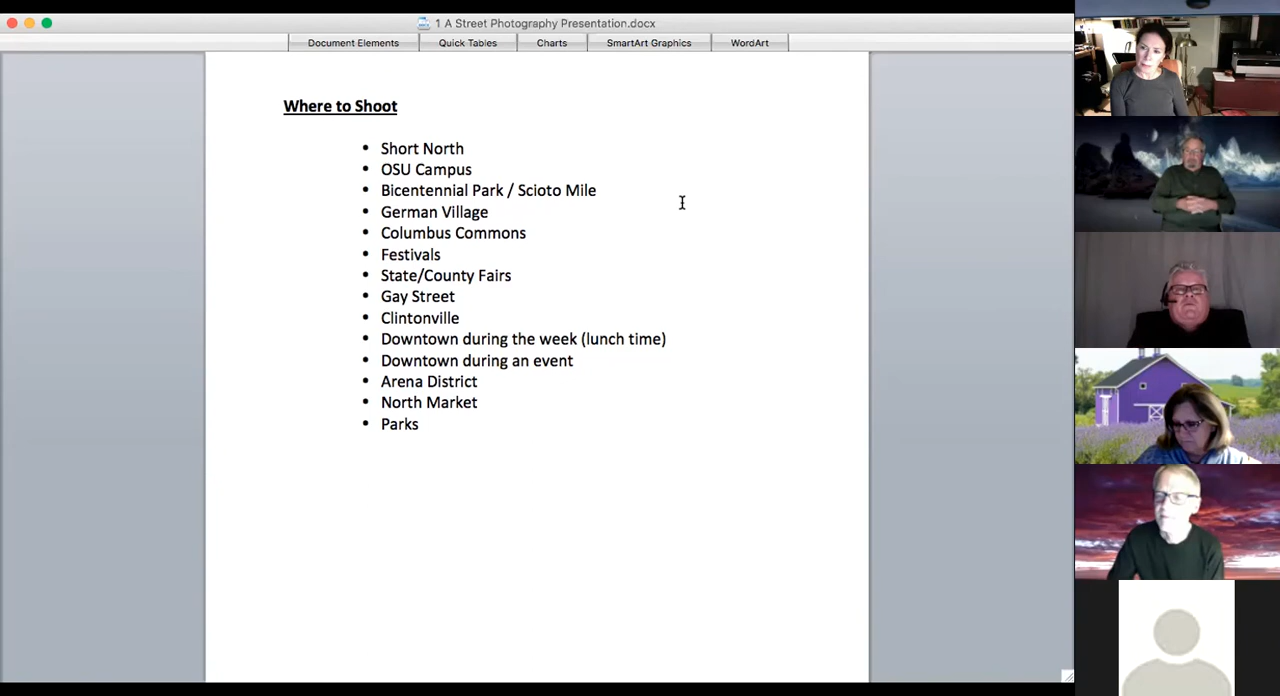 1 A Street Photography Presentation.docx
Document Elements
Quick Tables
Charts
SmartArt Graphics
WordArt
Where to Shoot
• Short North
• OSU Campus
• Bicentennial Park / Scioto Mile
• German Village
• Columbus Commons
• Festivals
• State/County Fairs
• Gay Street
• Clintonville
• Downtown during the week (lunch time)
• Downtown during an event
• Arena District
• North Market
• Parks